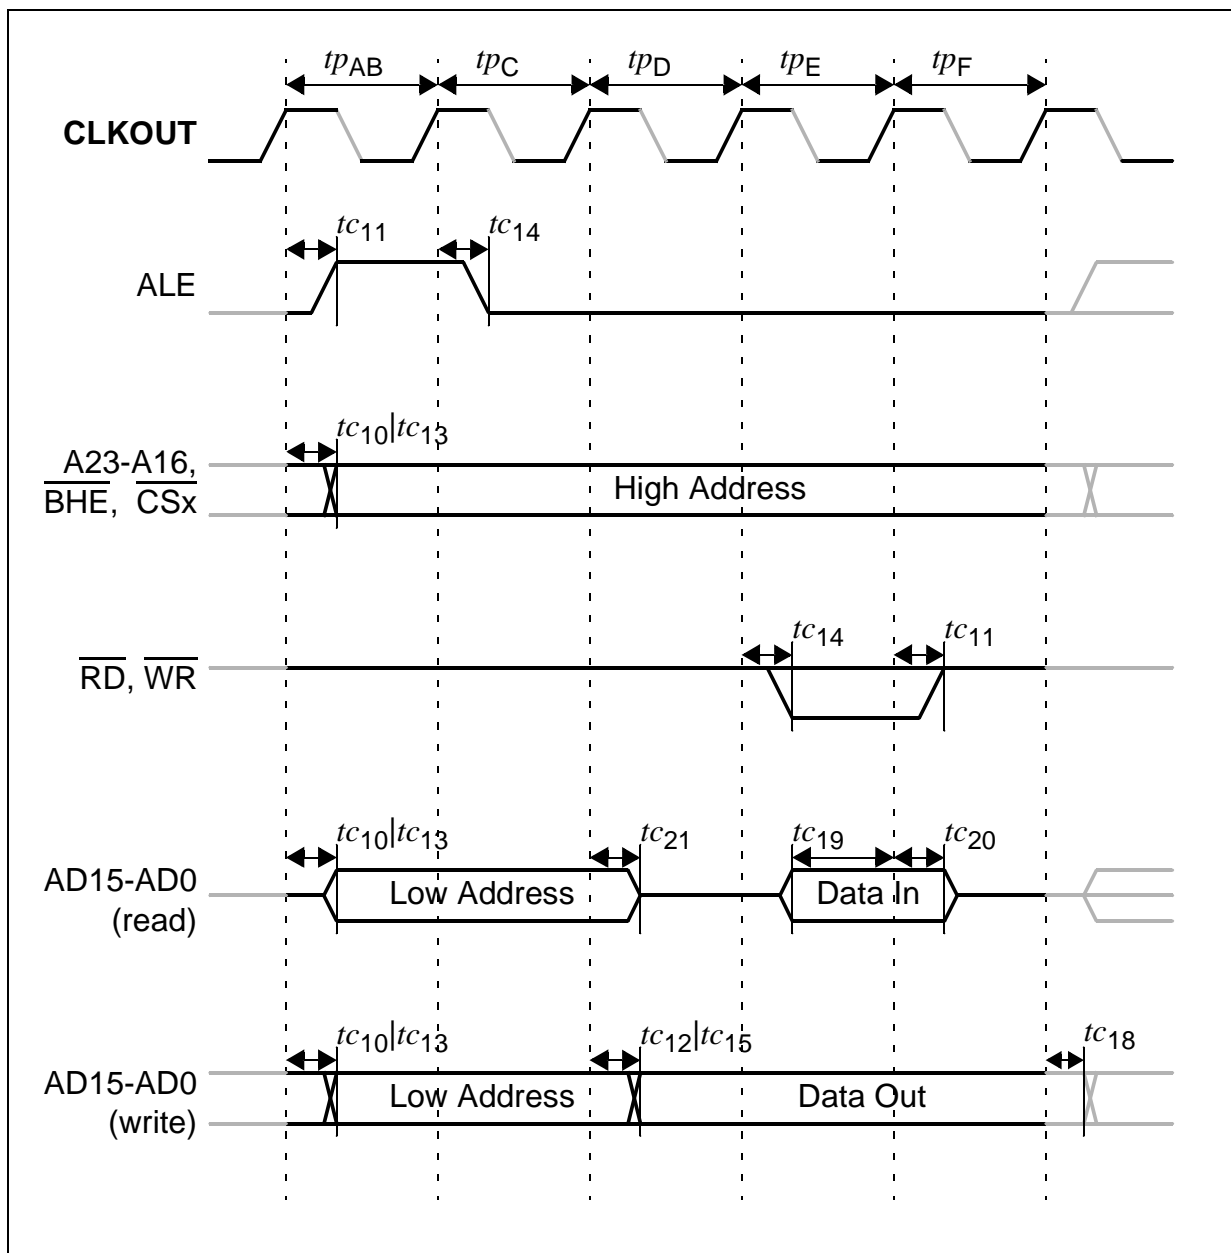 tpAB tpC tpD tpE tpF
CLKOUT
tc11 tc14
ALE
tc10|tc13
A23-A16,
BHE, CSx
High Address
tc14 tc11
RD, WR
tc10|tc13 tc21 tc19 tc20
AD15-AD0
(read)
Low Address Data In
tc10|tc13 tc12|tc15 tc18
AD15-AD0
(write)
Low Address Data Out